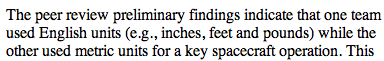 The peer review preliminary findings indicate that one team
used English units (e.g., inches, feet and pounds) while the
other used metric units for a key spacecraft operation. This